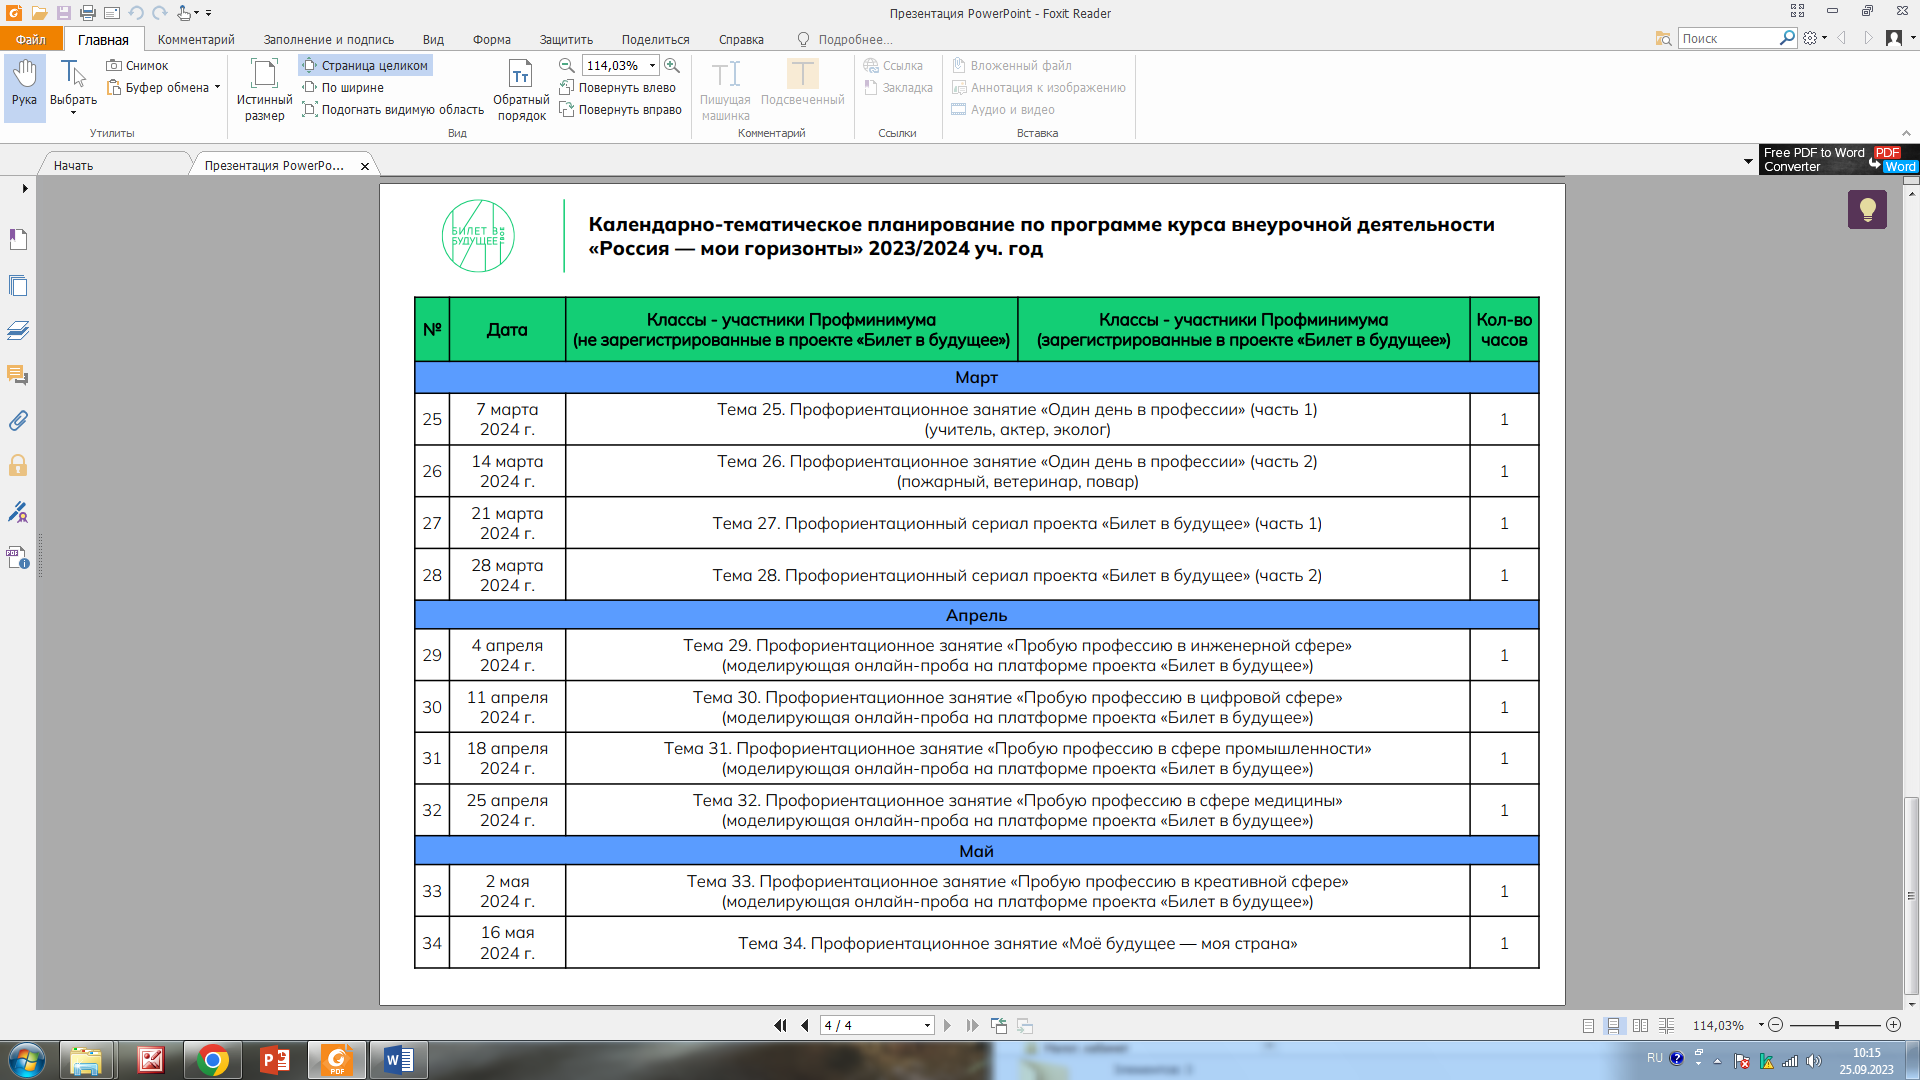 Презентация PowerPoint - Foxit Reader
Файл
Главная
Комментарий
Заполнение и подпись
Вид
Форма
Защитить
Поделиться
Справка
Подробнее...
Поиск
Рука
Выбрать
Снимок
Буфер обмена
Утилиты
Истинный
размер
Страница целиком
По ширине
Подогнать видимую область
Обратный
порядок
114,03%
Повернуть влево
Повернуть вправо
Вид
Пишущая
машинка
Подсвеченный
Комментарий
Ссылка
Закладка
Ссылки
Вложенный файл
Аннотация к изображению
Аудио и видео
Вставка
Начать
Презентация PowerPo...
Free PDF to Word
Converter
PDF
Word
БИЛЕТ В
БУДУЩЕЕ
Календарно-тематическое планирование по программе курса внеурочной деятельности
«Россия — мои горизонты» 2023/2024 уч. год
№
Дата
Классы - участники Профминимума
(не зарегистрированные в проекте «Билет в будущее»)
Классы - участники Профминимума
(зарегистрированные в проекте «Билет в будущее»)
Кол-во
часов
Март
25
7 марта
2024 г.
Тема 25. Профориентационное занятие «Один день в профессии» (часть 1)
(учитель, актер, эколог)
1
26
14 марта
2024 г.
Тема 26. Профориентационное занятие «Один день в профессии» (часть 2)
(пожарный, ветеринар, повар)
1
27
21 марта
2024 г.
Тема 27. Профориентационный сериал проекта «Билет в будущее» (часть 1)
1
28
28 марта
2024 г.
Тема 28. Профориентационный сериал проекта «Билет в будущее» (часть 2)
1
Апрель
29
4 апреля
2024 г.
Тема 29. Профориентационное занятие «Пробую профессию в инженерной сфере»
(моделирующая онлайн-проба на платформе проекта «Билет в будущее»)
1
30
11 апреля
2024 г.
Тема 30. Профориентационное занятие «Пробую профессию в цифровой сфере»
(моделирующая онлайн-проба на платформе проекта «Билет в будущее»)
1
31
18 апреля
2024 г.
Тема 31. Профориентационное занятие «Пробую профессию в сфере промышленности»
(моделирующая онлайн-проба на платформе проекта «Билет в будущее»)
1
32
25 апреля
2024 г.
Тема 32. Профориентационное занятие «Пробую профессию в сфере медицины»
(моделирующая онлайн-проба на платформе проекта «Билет в будущее»)
1
Май
33
2 мая
2024 г.
Тема 33. Профориентационное занятие «Пробую профессию в креативной сфере»
(моделирующая онлайн-проба на платформе проекта «Билет в будущее»)
1
34
16 мая
2024 г.
Тема 34. Профориентационное занятие «Моё будущее — моя страна»
1
4 / 4
114,03%
RU
10:15
25.09.2023